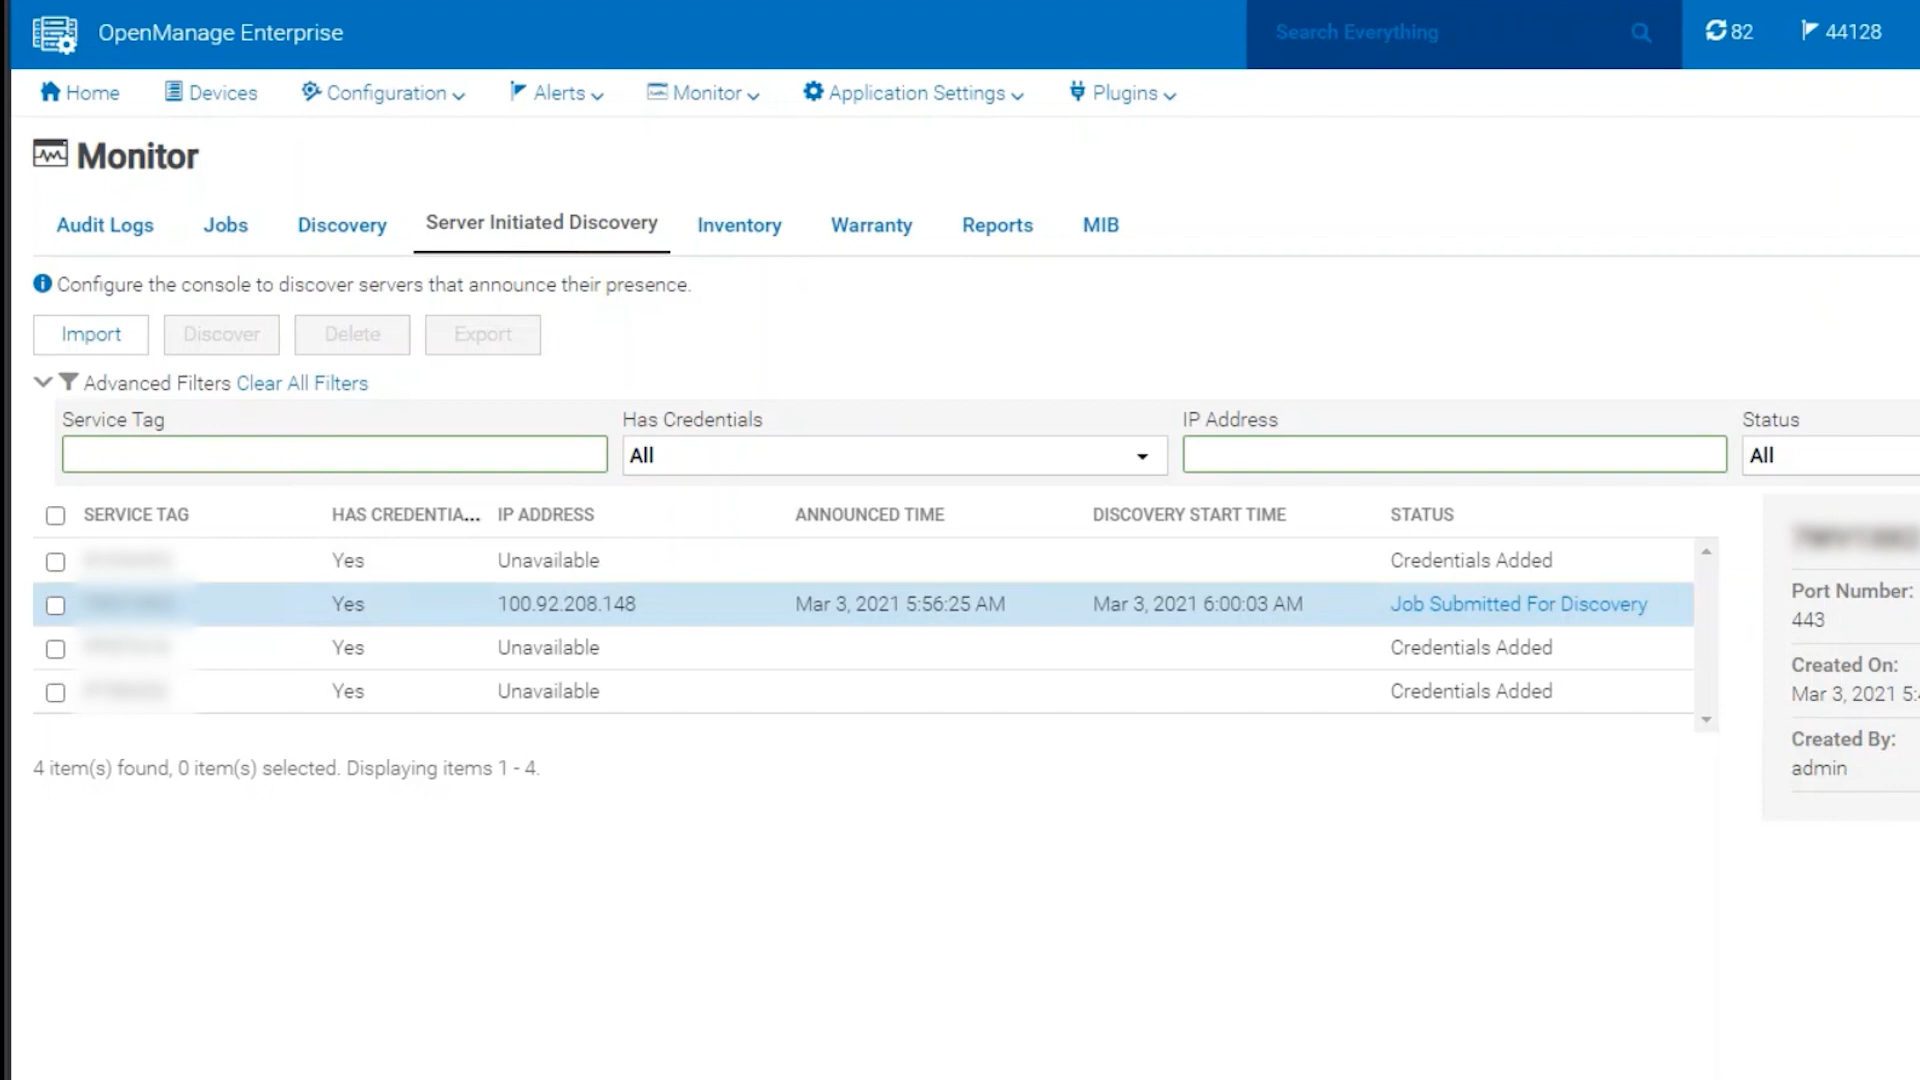 OpenManage Enterprise
Search Everything
82
44128
Home Devices Configuration Alerts Monitor Application Settings Plugins
Monitor
Audit Logs Jobs Discovery Server Initiated Discovery Inventory Warranty Reports MIB
Configure the console to discover servers that announce their presence.
Import Discover Delete Export
Advanced Filters Clear All Filters
Service Tag Has Credentials IP Address Status
All All
SERVICE TAG HAS CREDENTIA... IP ADDRESS ANNOUNCED TIME DISCOVERY START TIME STATUS
Yes Unavailable Credentials Added
Yes 100.92.208.148 Mar 3, 2021 5:56:25 AM Mar 3, 2021 6:00:03 AM Job Submitted For Discovery
Yes Unavailable Credentials Added
Yes Unavailable Credentials Added
4 item(s) found, 0 item(s) selected. Displaying items 1 - 4.
Port Number:
443
Created On:
Mar 3, 2021 5:
Created By:
admin